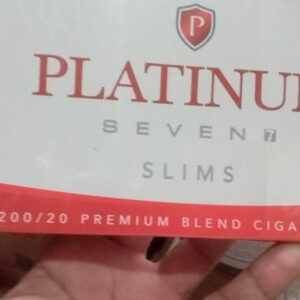 P
PLATINU
SEVEN 7
SLIMS
200/20 PREMIUM BLEND CIGA